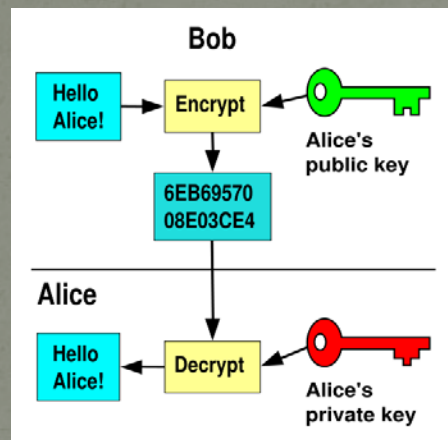 Bob
Hello
Alice!
Encrypt
Alice's
public key
6EB69570
08E03CE4
Alice
Hello
Alice!
Decrypt
Alice's
private key